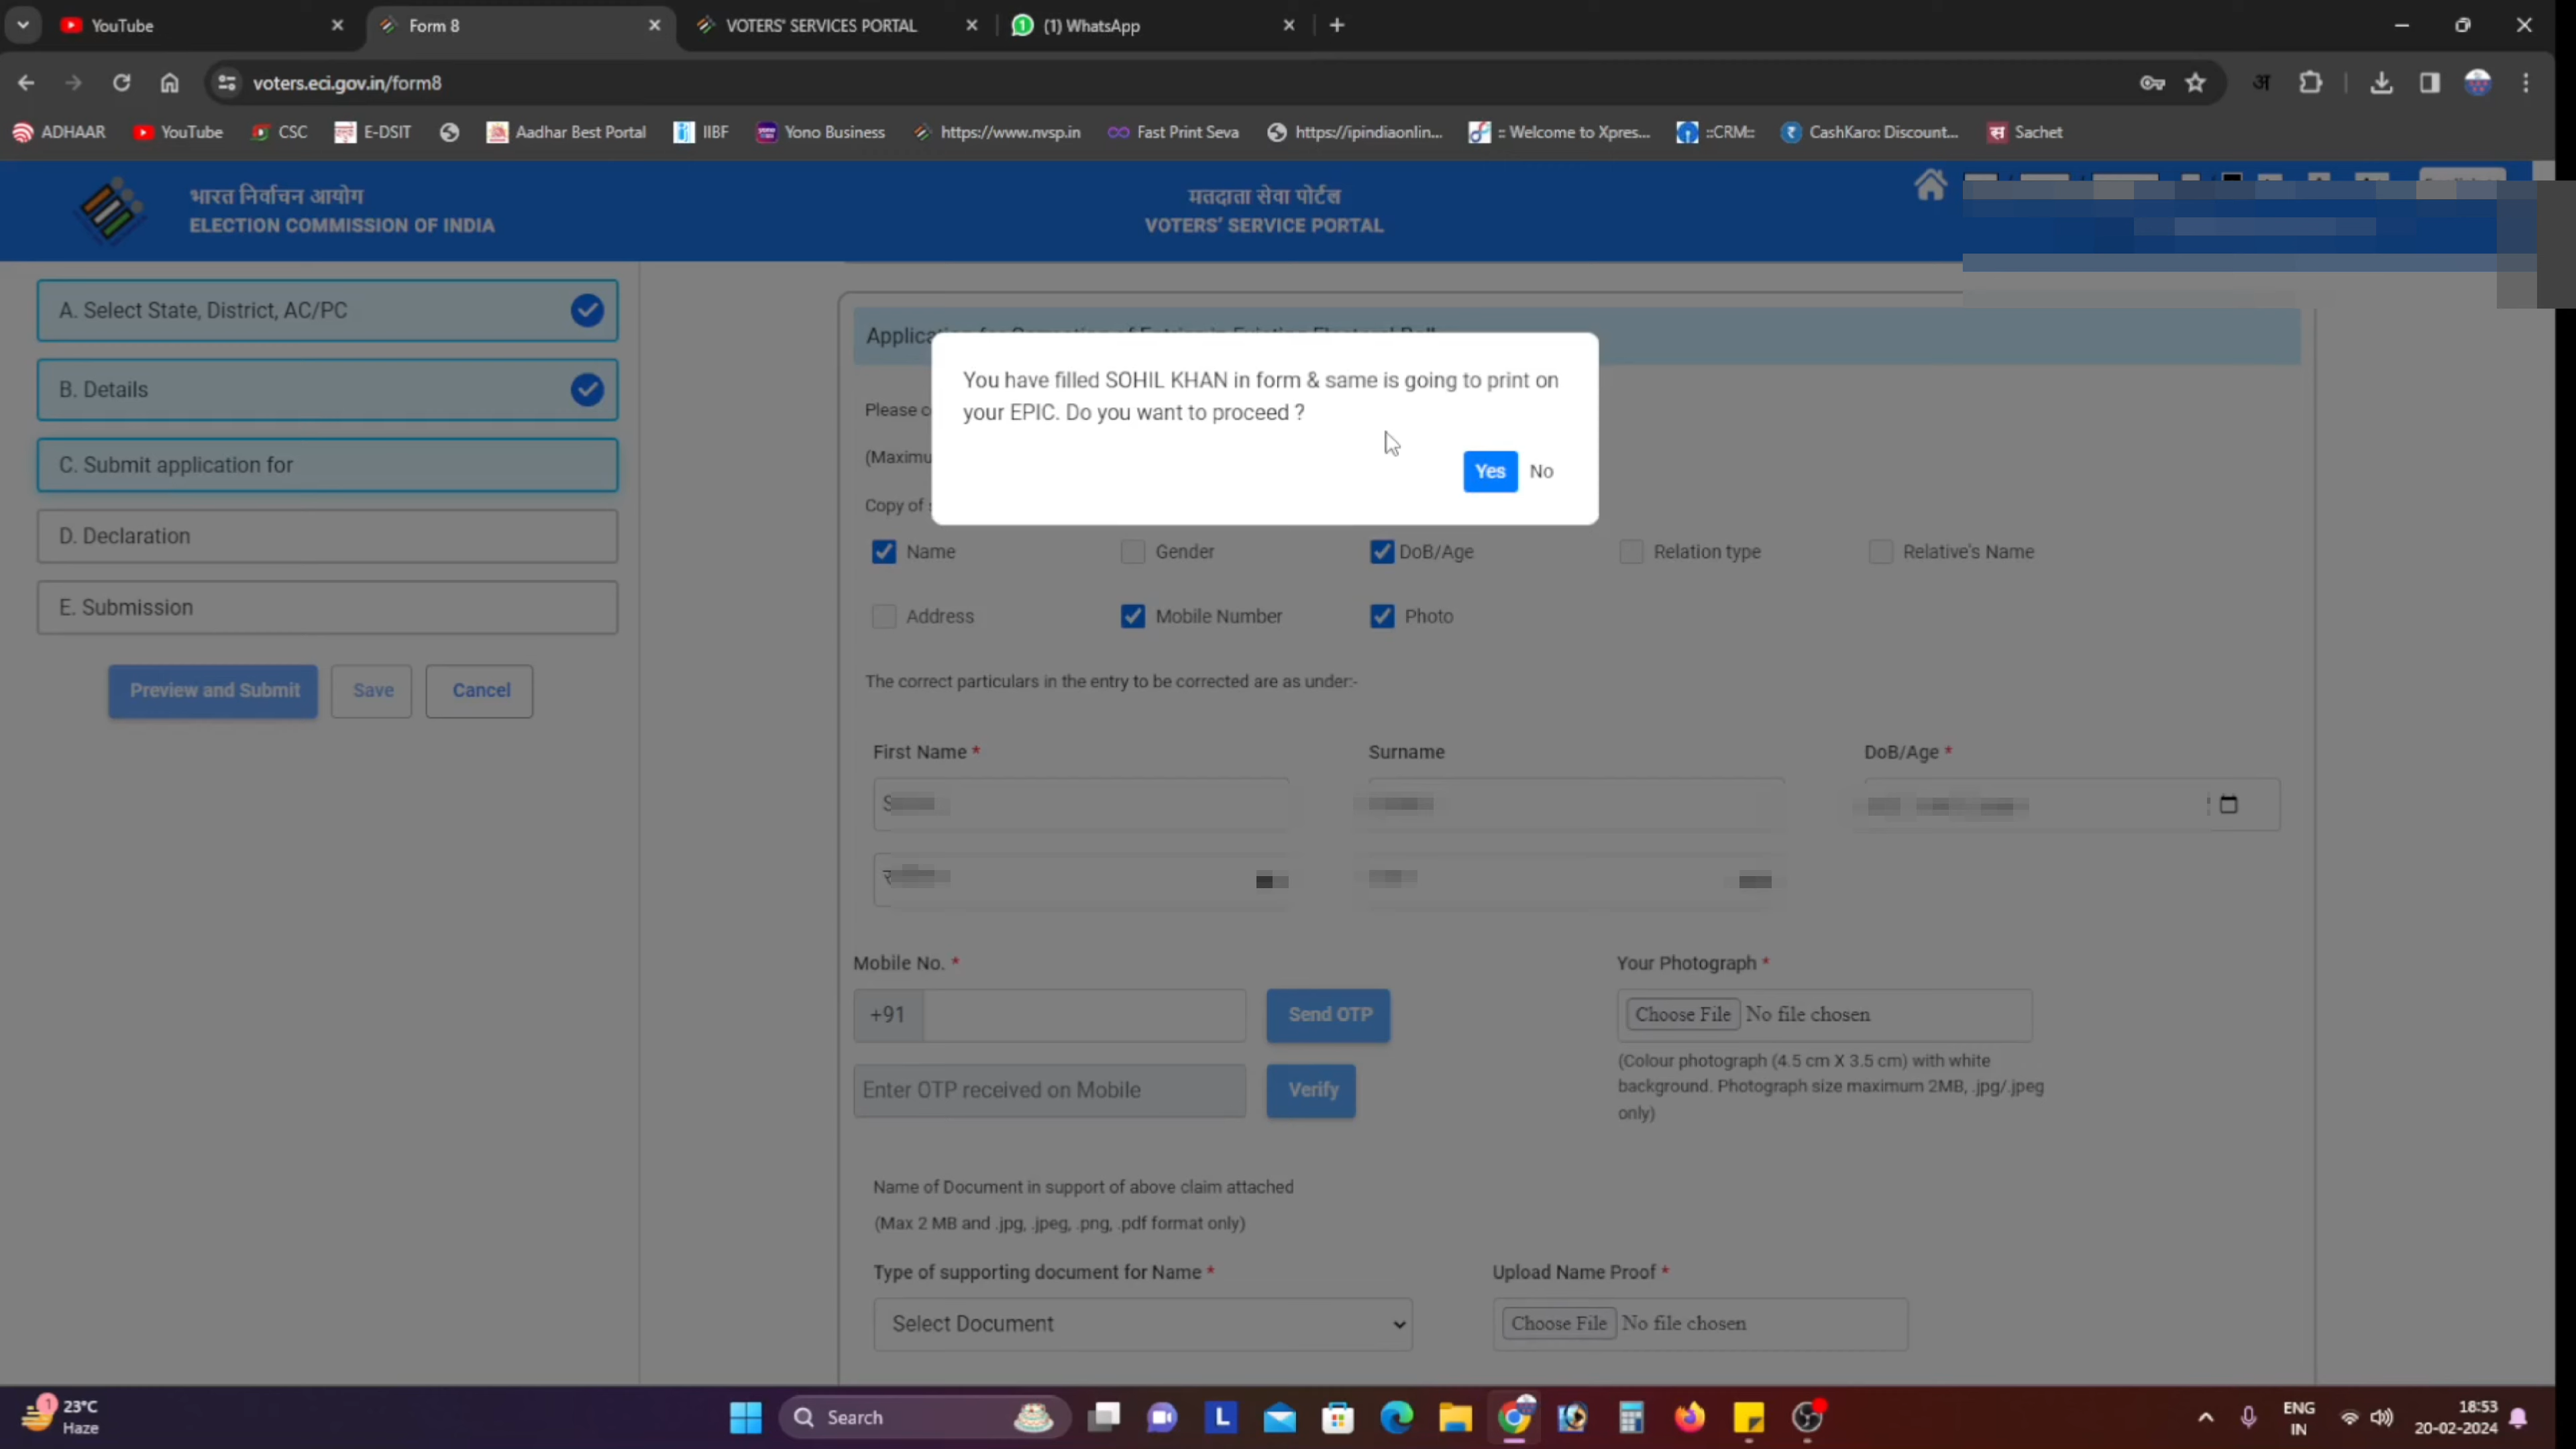 YouTube
Form 8
VOTERS' SERVICES PORTAL
(1) WhatsApp
voters.eci.gov.in/form8
अ
ADHAAR
YouTube
CSC
E-DSIT
Aadhar Best Portal
IIBF
Yono Business
https://www.nvsp.in
Fast Print Seva
https://ipindiaonlin...
:: Welcome to Xpres...
::CRM::
CashKaro: Discount...
Sachet
भारत निर्वाचन आयोग
ELECTION COMMISSION OF INDIA
मतदाता सेवा पोर्टल
VOTERS' SERVICE PORTAL
A. Select State, District, AC/PC
B. Details
C. Submit application for
D. Declaration
E. Submission
Preview and Submit
Save
Cancel
You have filled SOHIL KHAN in form & same is going to print on
your EPIC. Do you want to proceed ?
Yes
No
Please
(Maximu
Copy of
Name
Gender
DoB/Age
Relation type
Relative's Name
Address
Mobile Number
Photo
The correct particulars in the entry to be corrected are as under:-
First Name *
Surname
DoB/Age *
Mobile No. *
+91
Send OTP
Enter OTP received on Mobile
Verify
Your Photograph *
Choose File No file chosen
(Colour photograph (4.5 cm X 3.5 cm) with white
background. Photograph size maximum 2MB, .jpg/.jpeg
only)
Name of Document in support of above claim attached
(Max 2 MB and .jpg, .jpeg, .png, .pdf format only)
Type of supporting document for Name *
Select Document
Upload Name Proof *
Choose File No file chosen
1
23°C
Haze
Search
L
ENG
IN
18:53
20-02-2024